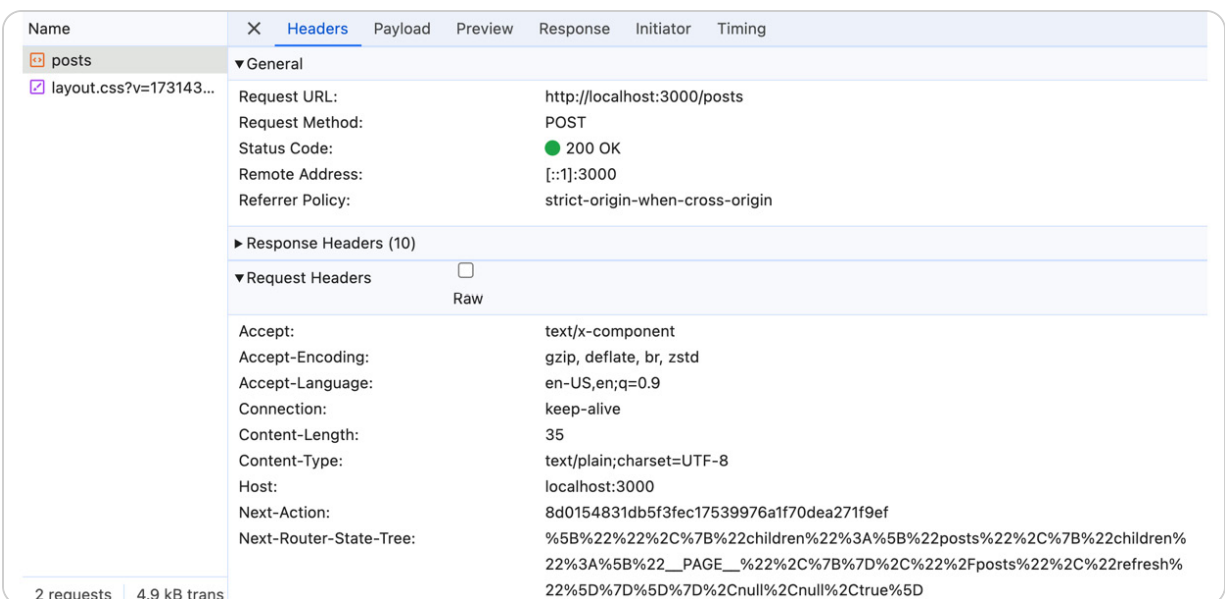 Name
Headers Payload Preview Response Initiator Timing
posts
layout.css?v=173143...
General
Request URL: http://localhost:3000/posts
Request Method: POST
Status Code: 200 OK
Remote Address: [::1]:3000
Referrer Policy: strict-origin-when-cross-origin
Response Headers (10)
Request Headers
Raw
Accept: text/x-component
Accept-Encoding: gzip, deflate, br, zstd
Accept-Language: en-US,en;q=0.9
Connection: keep-alive
Content-Length: 35
Content-Type: text/plain;charset=UTF-8
Host: localhost:3000
Next-Action: 8d0154831db5f3fec17539976a1f70dea271f9ef
Next-Router-State-Tree: %5B%22%22%2C%7B%22children%22%3A%5B%22posts%22%2C%7B%22children%
22%3A%5B%22__PAGE__%22%2C%7B%7D%2C%22%2Fposts%22%2C%22refresh%
22%5D%7D%5D%7D%2Cnull%2Cnull%2Ctrue%5D
2 requests 4.9 kB trans